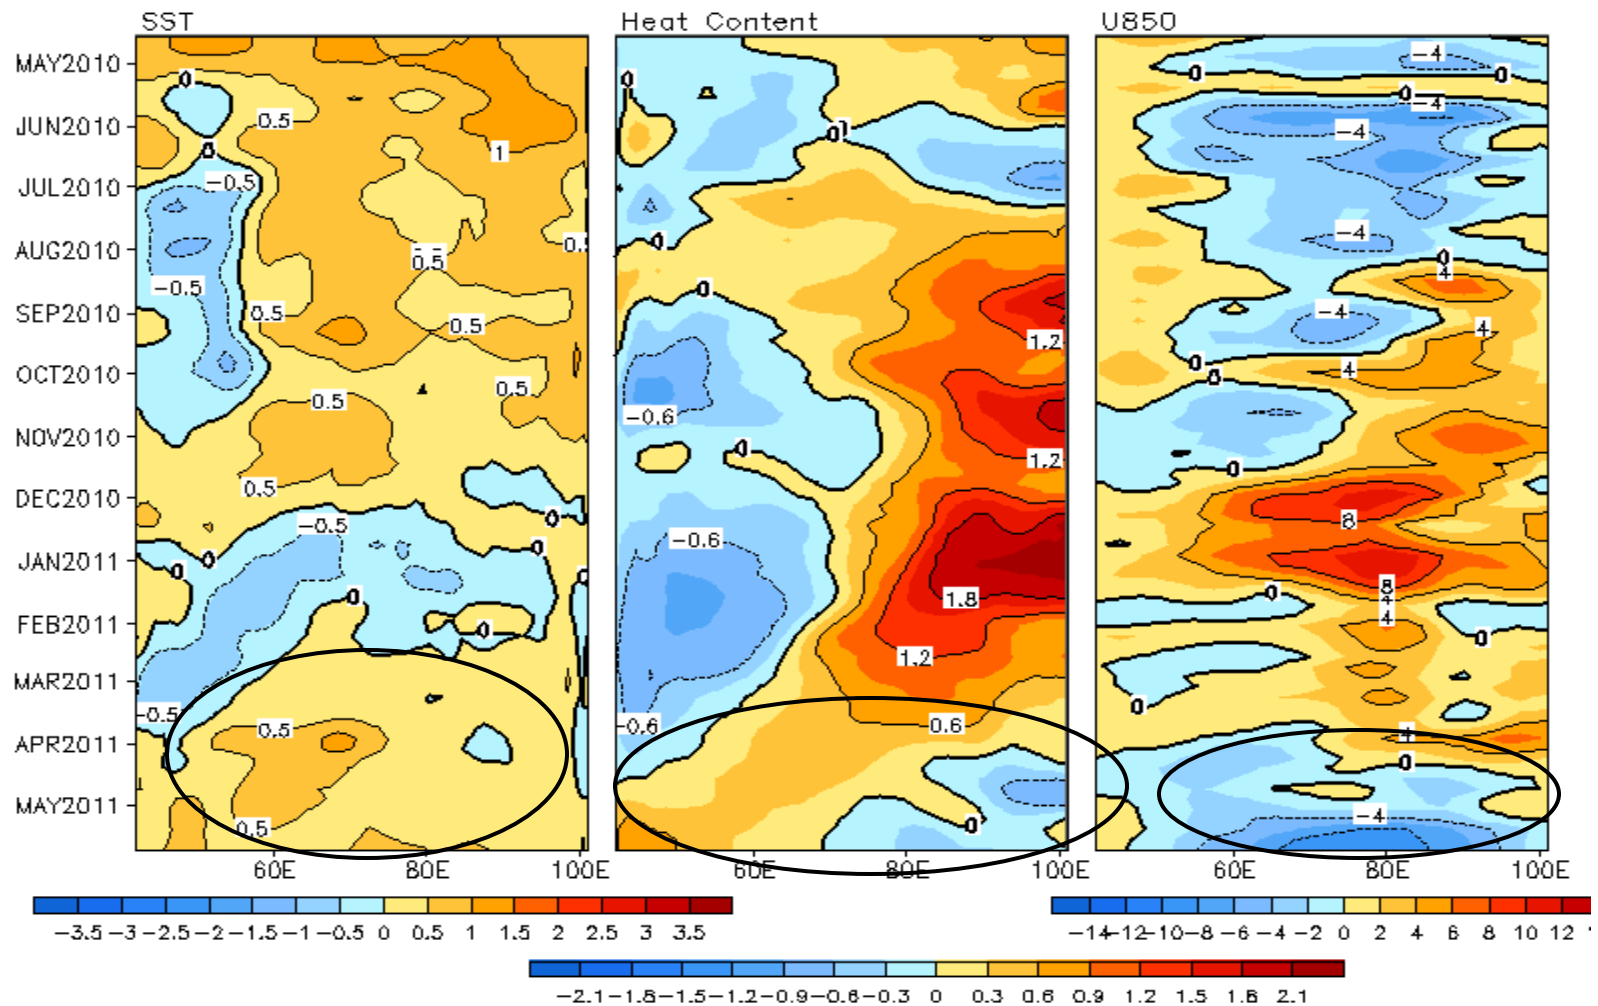 SST Heat Content U850
0 -4
MAY2010 0 0 0
0 -4
JUN2010 0.5 -4
0 01
0 1
JUL2010 -0.5
AUG2010 0 -4
0.5 0.5
0.5 0
-0.5 0 4
SEP2010 0.5 -4
0.5 4
1.2
OCT2010 0 4
0.5 0
0.5
-0.6
NOV2010
0 1.2 0
0.5
DEC2010
-0.5 0 8
-0.6
0
JAN2011 0
0
8
0 1.8 0 4
FEB2011 4
0 0
1.2
MAR2011
-0.5 0
0.5 -0.6 0.6
APR2011 4
0
MAY2011
0.5 0 -4
60E 80E 100E 60E 80E 100E 60E 80E 100E
-3.5 -3 -2.5 -2 -1.5 -1 -0.5 0 0.5 1 1.5 2 2.5 3 3.5
-14 -12 -10 -8 -6 -4 -2 0 2 4 6 8 10 12
-2.1 -1.8 -1.5 -1.2 -0.9 -0.6 -0.3 0 0.3 0.6 0.9 1.2 1.5 1.8 2.1